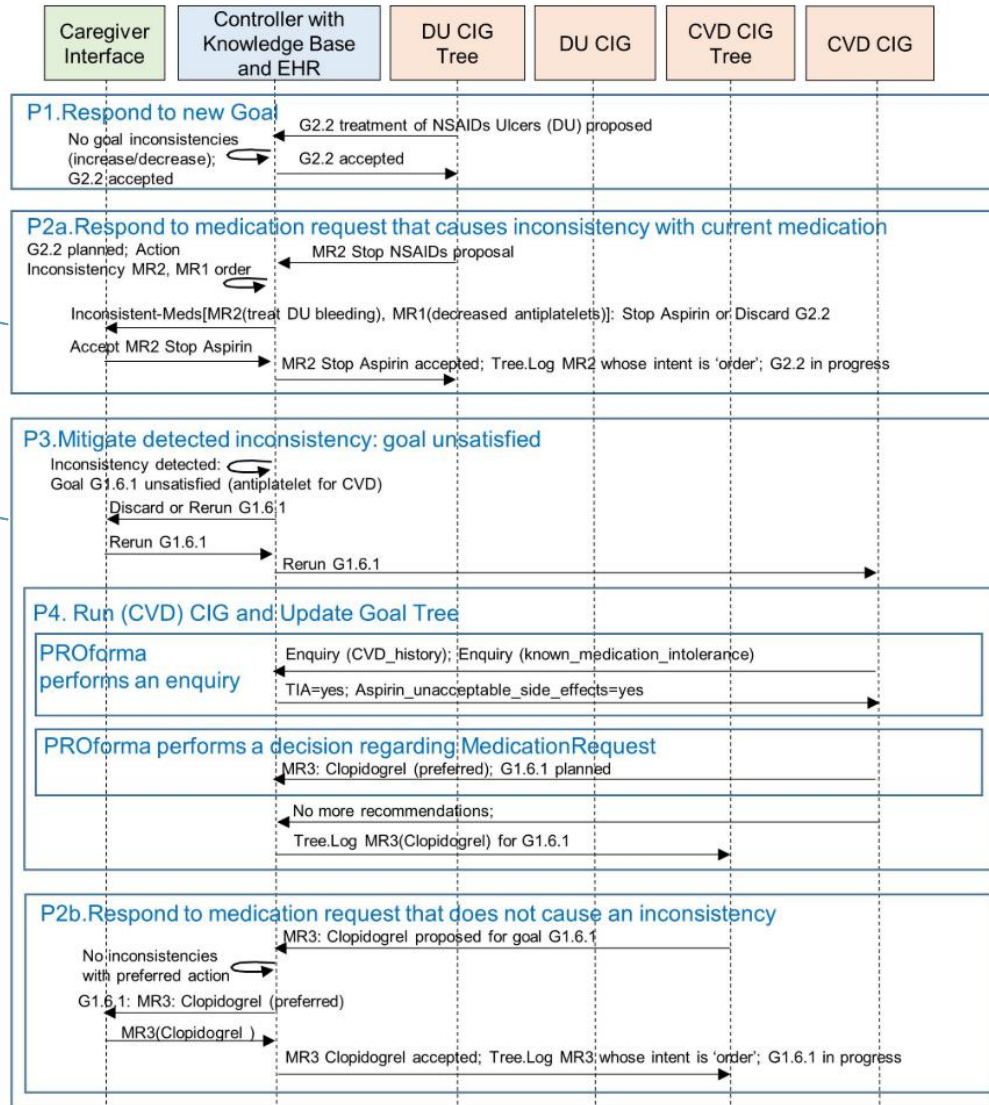 Caregiver
Interface
Controller with
Knowledge Base
and EHR
DU CIG
Tree
DU CIG
CVD CIG
Tree
CVD CIG
P1.Respond to new Goal
G2.2 treatment of NSAIDs Ulcers (DU) proposed
No goal inconsistencies
(increase/decrease);
G2.2 accepted
G2.2 accepted
P2a.Respond to medication request that causes inconsistency with current medication
G2.2 planned; Action
Inconsistency MR2, MR1 order
MR2 Stop NSAIDs proposal
Inconsistent-Meds[MR2(treat DU bleeding), MR1(decreased antiplatelets)]: Stop Aspirin or Discard G2.2
Accept MR2 Stop Aspirin
MR2 Stop Aspirin accepted; Tree.Log MR2 whose intent is 'order'; G2.2 in progress
P3.Mitigate detected inconsistency: goal unsatisfied
Inconsistency detected:
Goal G1.6.1 unsatisfied (antiplatelet for CVD)
Discard or Rerun G1.6.1
Rerun G1.6.1
Rerun G1.6.1
P4. Run (CVD) CIG and Update Goal Tree
PROforma
performs an enquiry
Enquiry (CVD_history); Enquiry (known_medication_intolerance)
TIA=yes; Aspirin_unacceptable_side_effects=yes
PROforma performs a decision regarding MedicationRequest
MR3: Clopidogrel (preferred); G1.6.1 planned
No more recommendations;
Tree.Log MR3(Clopidogrel) for G1.6.1
P2b.Respond to medication request that does not cause an inconsistency
MR3: Clopidogrel proposed for goal G1.6.1
No inconsistencies
with preferred action
G1.6.1: MR3: Clopidogrel (preferred)
MR3(Clopidogrel )
MR3 Clopidogrel accepted; Tree.Log MR3 whose intent is 'order'; G1.6.1 in progress